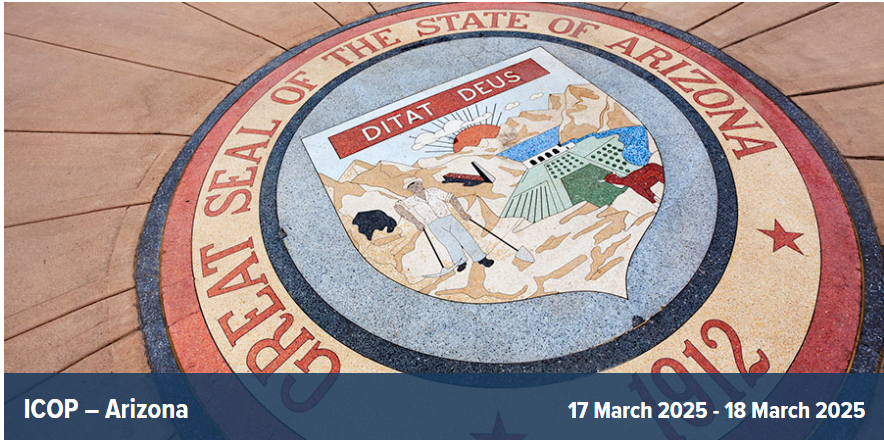 GREAT SEAL OF THE STATE OF ARIZONA
DITAT DEUS
1912
ICOP – Arizona
17 March 2025 - 18 March 2025